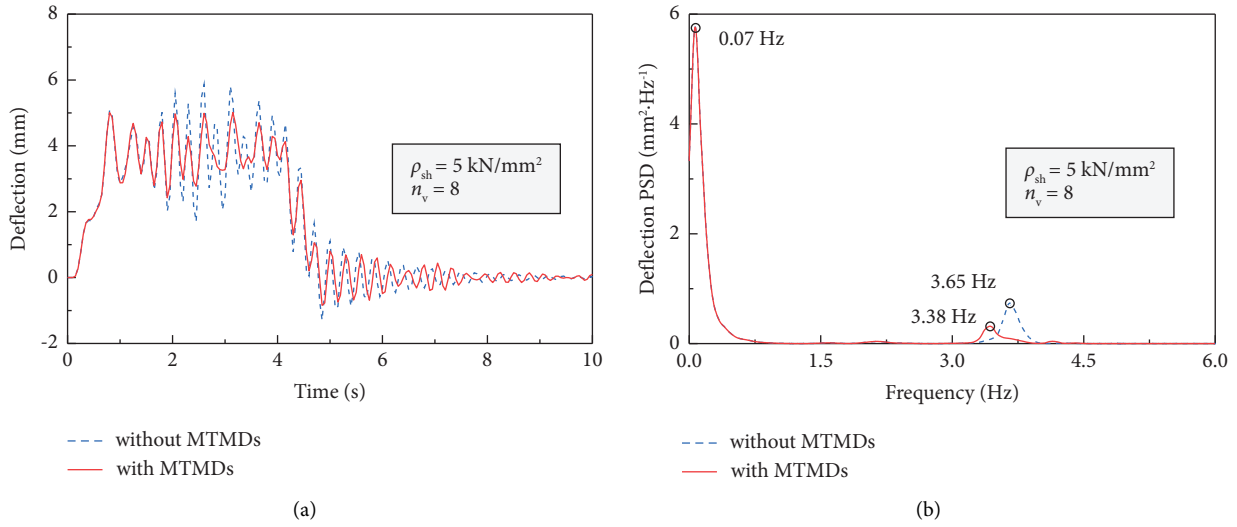 8
6
4
2
0
-2
0
2
4
6
8
10
Deflection (mm)
Time (s)
ρsh = 5 kN/mm²
nv = 8
without MTMDs
with MTMDs
(a)
6
4
2
0
0.0
1.5
3.0
4.5
6.0
Deflection PSD (mm²·Hz⁻¹)
Frequency (Hz)
0.07 Hz
ρsh = 5 kN/mm²
nv = 8
3.65 Hz
3.38 Hz
without MTMDs
with MTMDs
(b)